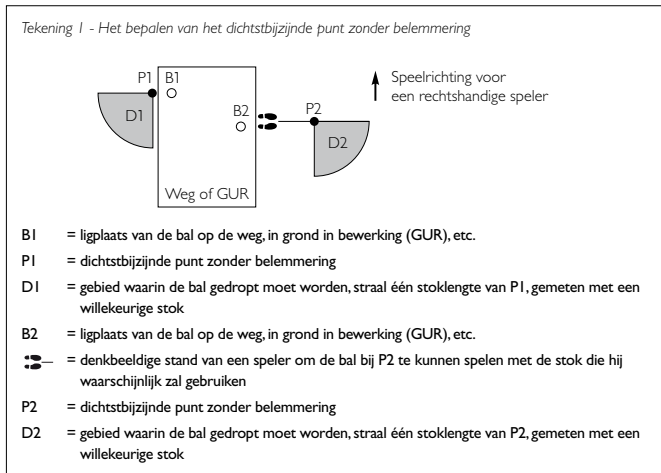 Tekening 1 - Het bepalen van het dichtstbijzijnde punt zonder belemmering
P1 B1
Speelrichting voor
een rechtshandige speler
D1
B2
P2
D2
Weg of GUR
B1 = ligplaats van de bal op de weg, in grond in bewerking (GUR), etc.
P1 = dichtstbijzijnde punt zonder belemmering
D1 = gebied waarin de bal gedropt moet worden, straal één stoklengte van P1, gemeten met een
willekeurige stok
B2 = ligplaats van de bal op de weg, in grond in bewerking (GUR), etc.
= denkbeeldige stand van een speler om de bal bij P2 te kunnen spelen met de stok die hij
waarschijnlijk zal gebruiken
P2 = dichtstbijzijnde punt zonder belemmering
D2 = gebied waarin de bal gedropt moet worden, straal één stoklengte van P2, gemeten met een
willekeurige stok